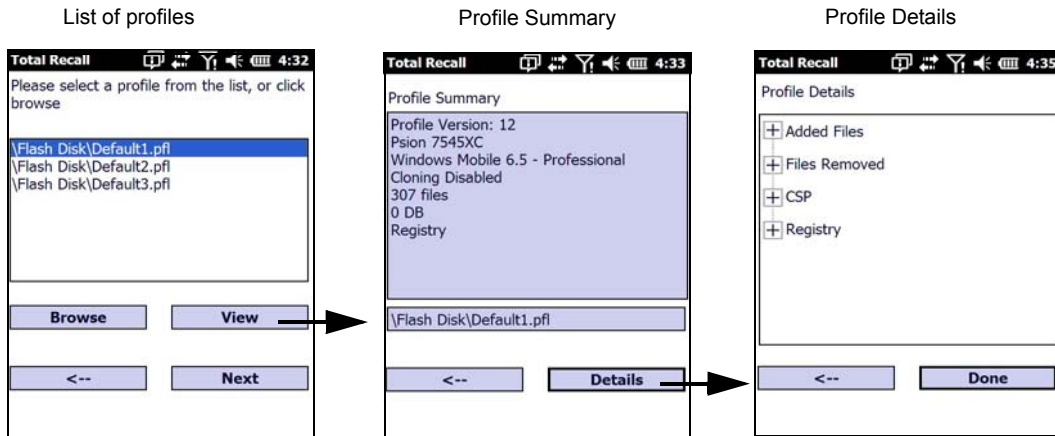 List of profiles
Total Recall 4:32
Please select a profile from the list, or click
browse
\Flash Disk\Default1.pfl
\Flash Disk\Default2.pfl
\Flash Disk\Default3.pfl
Browse View
<-- Next
Profile Summary
Total Recall 4:33
Profile Summary
Profile Version: 12
Psion 7545XC
Windows Mobile 6.5 - Professional
Cloning Disabled
307 files
0 DB
Registry
\Flash Disk\Default1.pfl
<-- Details
Profile Details
Total Recall 4:35
Profile Details
Added Files
Files Removed
CSP
Registry
<-- Done